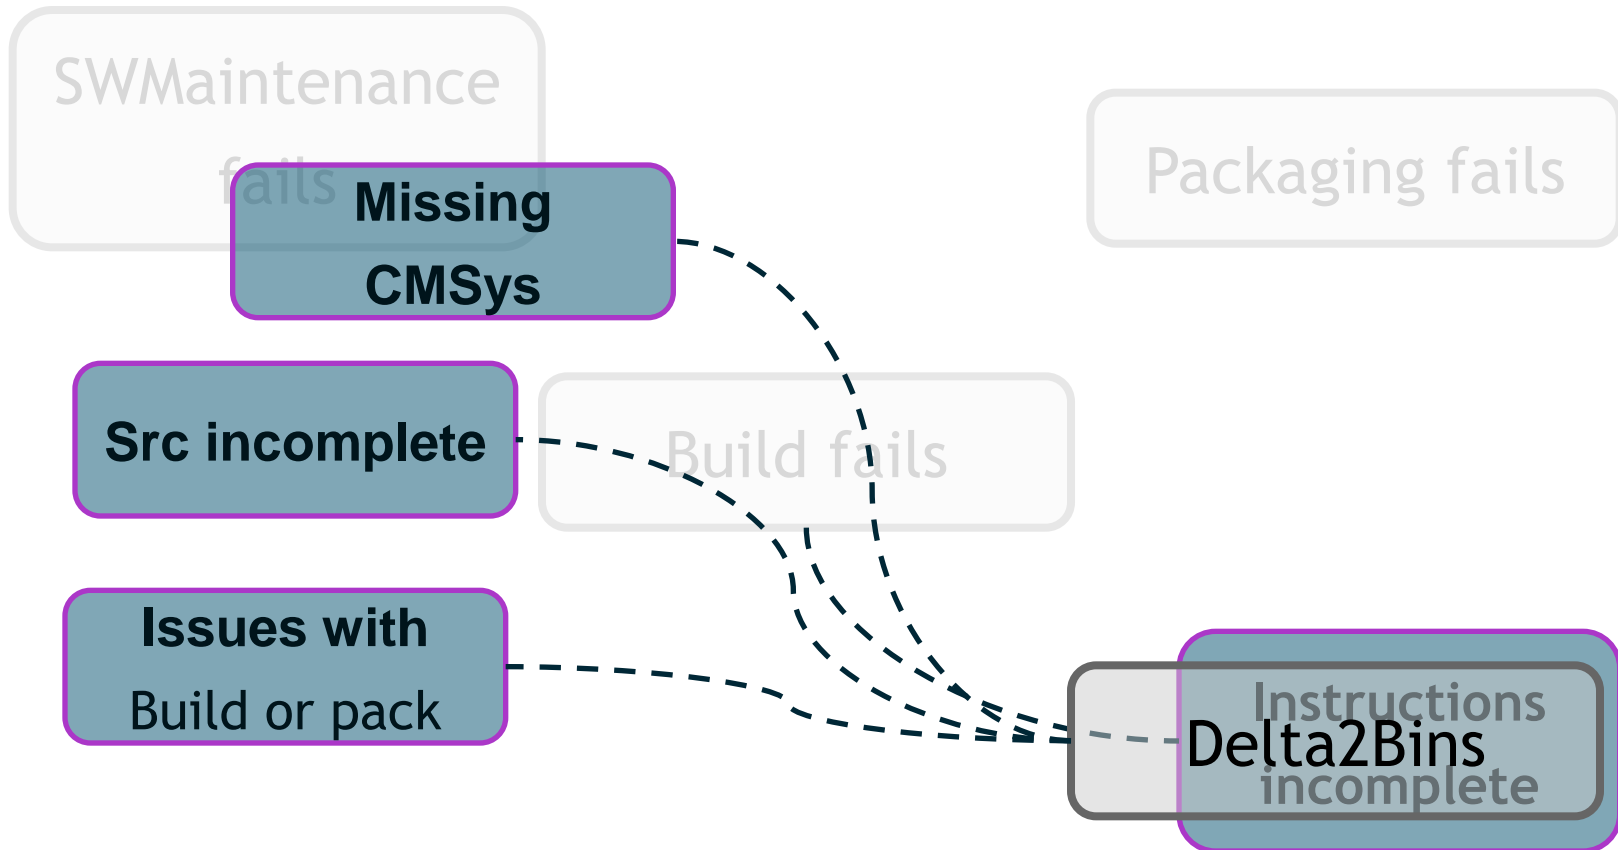 SWMaintenance
fails
Packaging fails
Missing
CMSys
Src incomplete
Build fails
Issues with
Build or pack
Instructions
Delta2Bins
incomplete